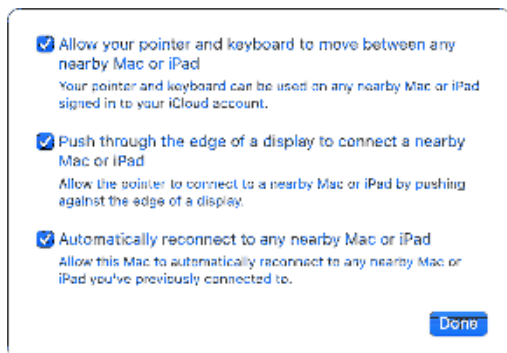 Allow your pointer and keyboard to move between any
nearby Mac or iPad
Your pointer and keyboard can be used on any nearby Mac or iPad
signed in to your iCloud account.
Push through the edge of a display to connect a nearby
Mac or iPad
Allow the pointer to connect to a nearby Mac or iPad by pushing
against the edge of a display.
Automatically reconnect to any nearby Mac or iPad
Allow this Mac to automatically reconnect to any nearby Mac or
iPad you've previously connected to.
Done